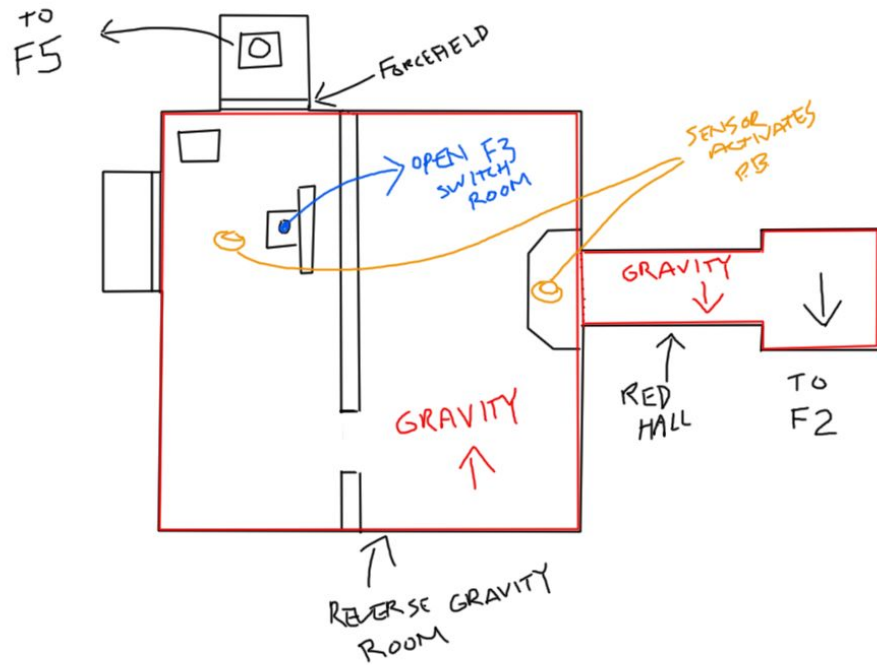 TO
F5
FORCEFIELD
OPEN F3
SWITCH
ROOM
SENSOR
ACTIVATES
P.B
GRAVITY
RED
HALL
TO
F2
GRAVITY
REVERSE GRAVITY
ROOM